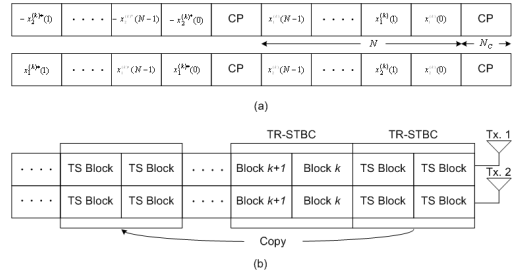 − x₂⁽ᵏ⁾*(1) · · · · (N−1) − x₂⁽ᵏ⁾*(0) CP (N−1) · · · · x₁⁽ᵏ⁾(1) (0) CP
N N_C
x₁⁽ᵏ⁾*(1) · · · · (N−1) x₁⁽ᵏ⁾*(0) CP (N−1) · · · · x₂⁽ᵏ⁾(1) (0) CP
(a)
TR-STBC TR-STBC Tx. 1
· · · · TS Block TS Block · · · · Block k+1 Block k TS Block TS Block
Tx. 2
· · · · TS Block TS Block · · · · Block k+1 Block k TS Block TS Block
Copy
(b)